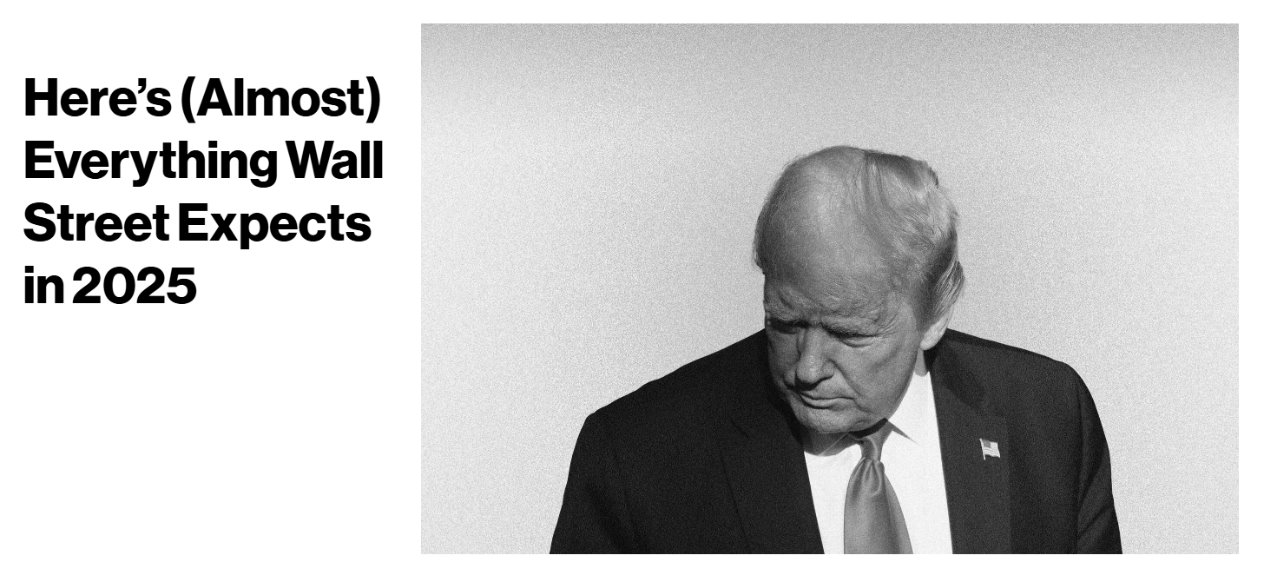 Here’s (Almost)
Everything Wall
Street Expects
in 2025